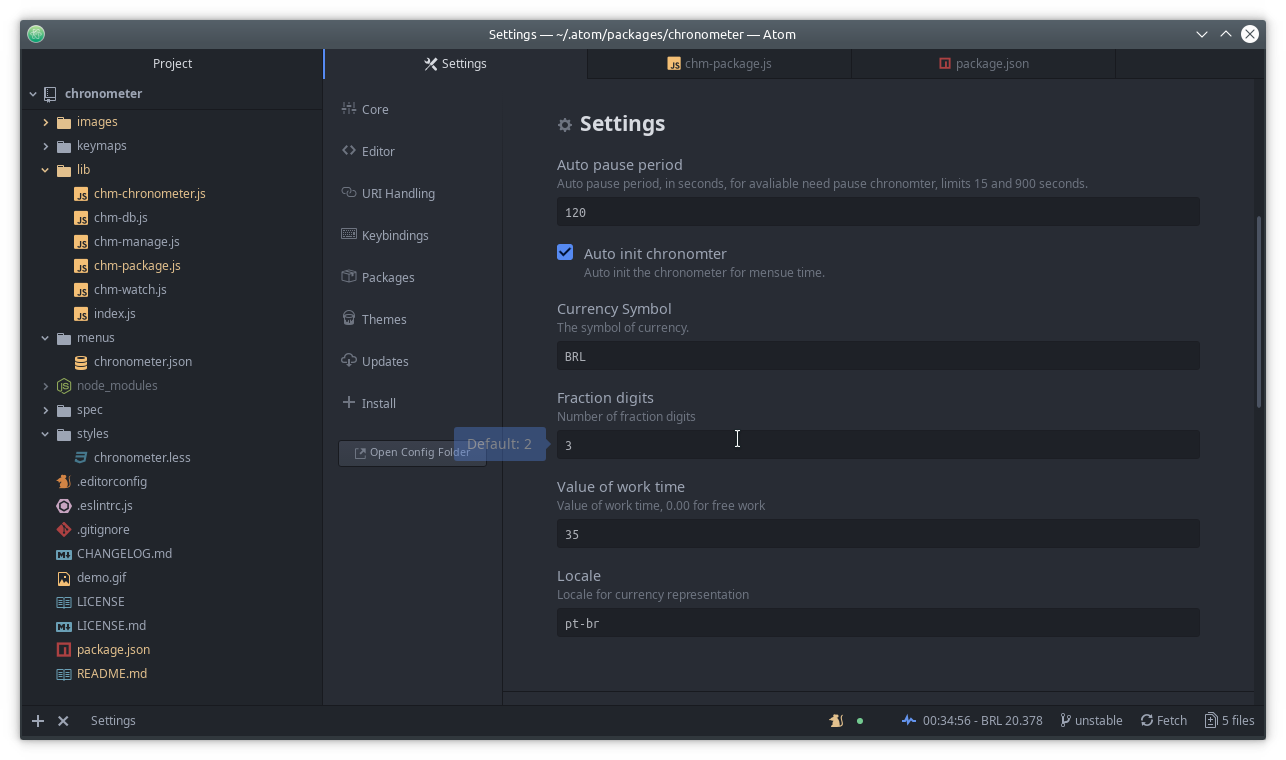 Settings — ~/.atom/packages/chronometer — Atom
Project
Settings
chm-package.js
package.json
chronometer
images
keymaps
lib
chm-chronometer.js
chm-db.js
chm-manage.js
chm-package.js
chm-watch.js
index.js
menus
chronometer.json
node_modules
spec
styles
chronometer.less
.editorconfig
.eslintrc.js
.gitignore
CHANGELOG.md
demo.gif
LICENSE
LICENSE.md
package.json
README.md
Core
Editor
URI Handling
Keybindings
Packages
Themes
Updates
Install
Open Config Folder
Default: 2
Settings
Auto pause period
Auto pause period, in seconds, for avaliable need pause chronomter, limits 15 and 900 seconds.
120
Auto init chronomter
Auto init the chronometer for mensue time.
Currency Symbol
The symbol of currency.
BRL
Fraction digits
Number of fraction digits
3
Value of work time
Value of work time, 0.00 for free work
35
Locale
Locale for currency representation
pt-br
Settings
00:34:56 - BRL 20.378
unstable
Fetch
5 files